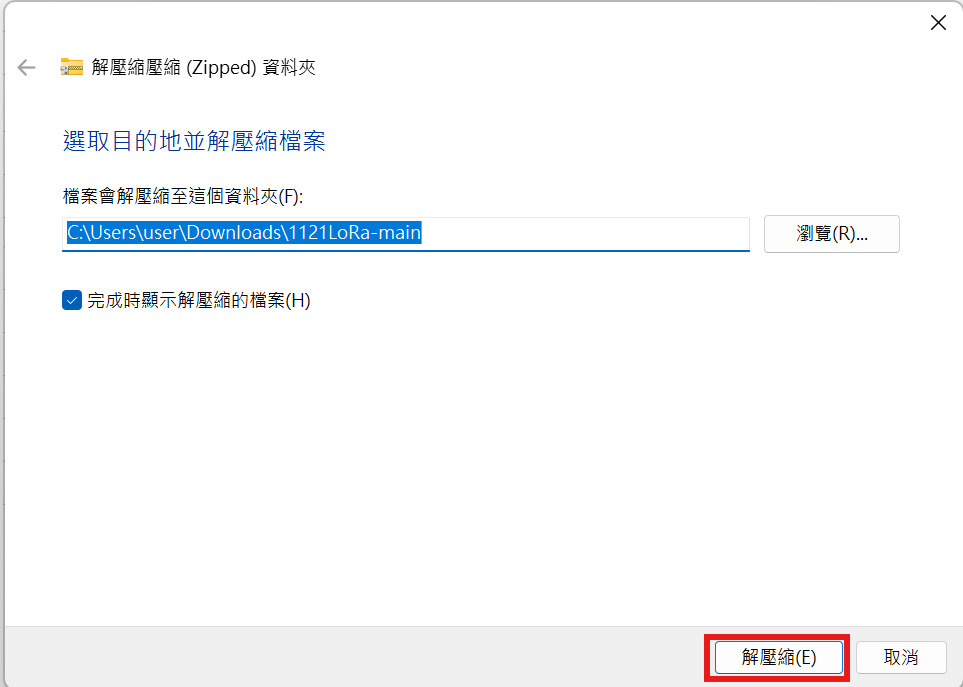 解壓縮壓縮 (Zipped) 資料夾
選取目的地並解壓縮檔案
檔案會解壓縮至這個資料夾(F):
C:\Users\user\Downloads\1121LoRa-main
瀏覽(R)...
完成時顯示解壓縮的檔案(H)
解壓縮(E)
取消